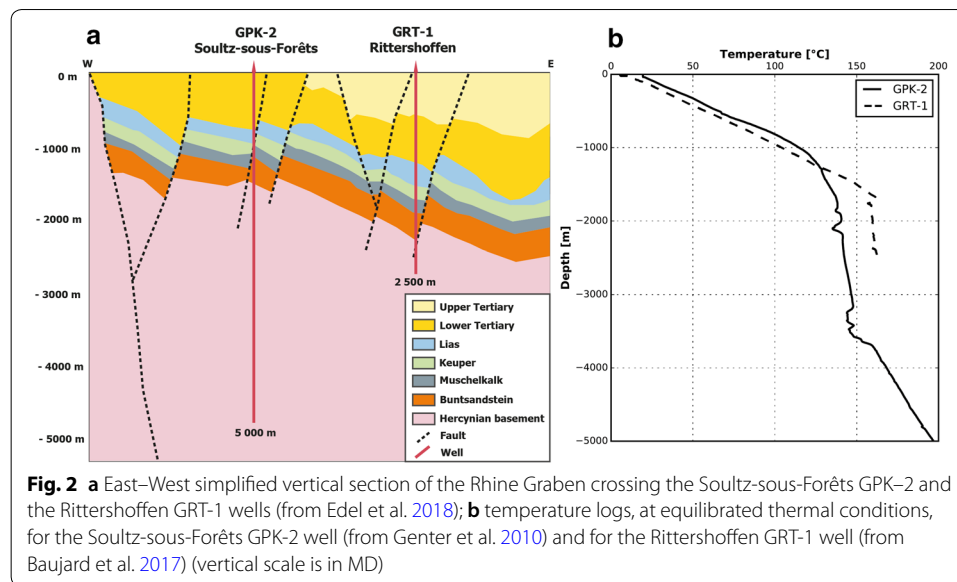 a
GPK-2
Soultz-sous-Forêts
GRT-1
Rittershoffen
W
E
0 m
- 1000 m
- 2000 m
- 3000 m
- 4000 m
- 5000 m
2 500 m
5 000 m
Upper Tertiary
Lower Tertiary
Lias
Keuper
Muschelkalk
Buntsandstein
Hercynian basement
Fault
Well
b
Temperature [°C]
0 50 100 150 200
GPK-2
GRT-1
Depth [m]
0
−1000
−2000
−3000
−4000
−5000
Fig. 2 a East–West simplified vertical section of the Rhine Graben crossing the Soultz-sous-Forêts GPK–2 and
the Rittershoffen GRT-1 wells (from Edel et al. 2018); b temperature logs, at equilibrated thermal conditions,
for the Soultz-sous-Forêts GPK-2 well (from Genter et al. 2010) and for the Rittershoffen GRT-1 well (from
Baujard et al. 2017) (vertical scale is in MD)